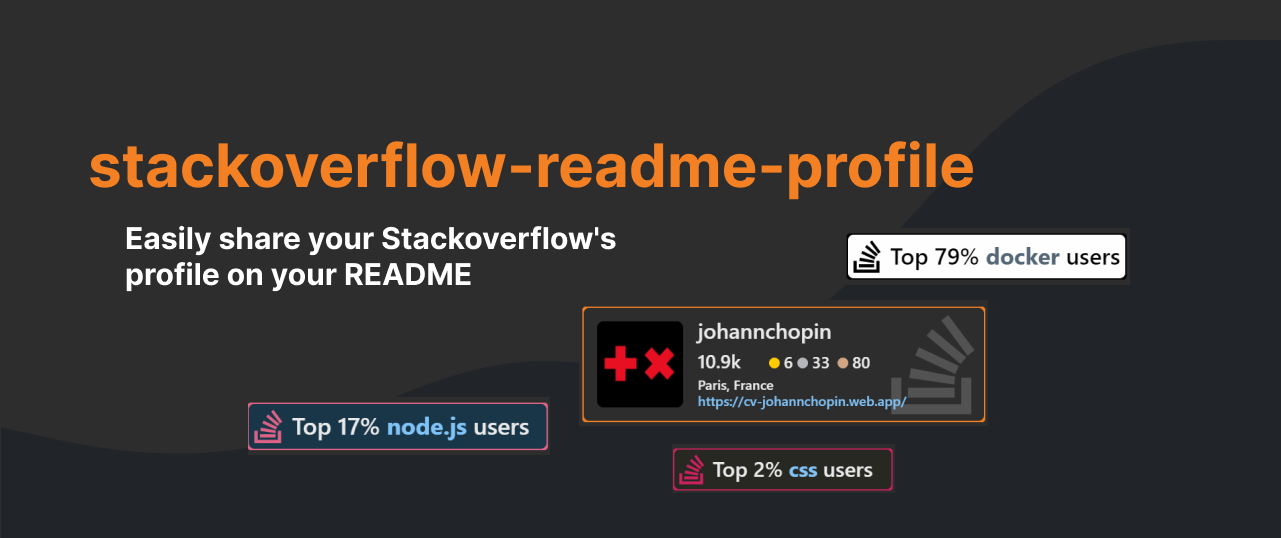 stackoverflow-readme-profile
Easily share your Stackoverflow's
profile on your README
Top 79% docker users
johannchopin
10.9k 6 33 80
Paris, France
https://cv-johannchopin.web.app/
Top 17% node.js users
Top 2% css users